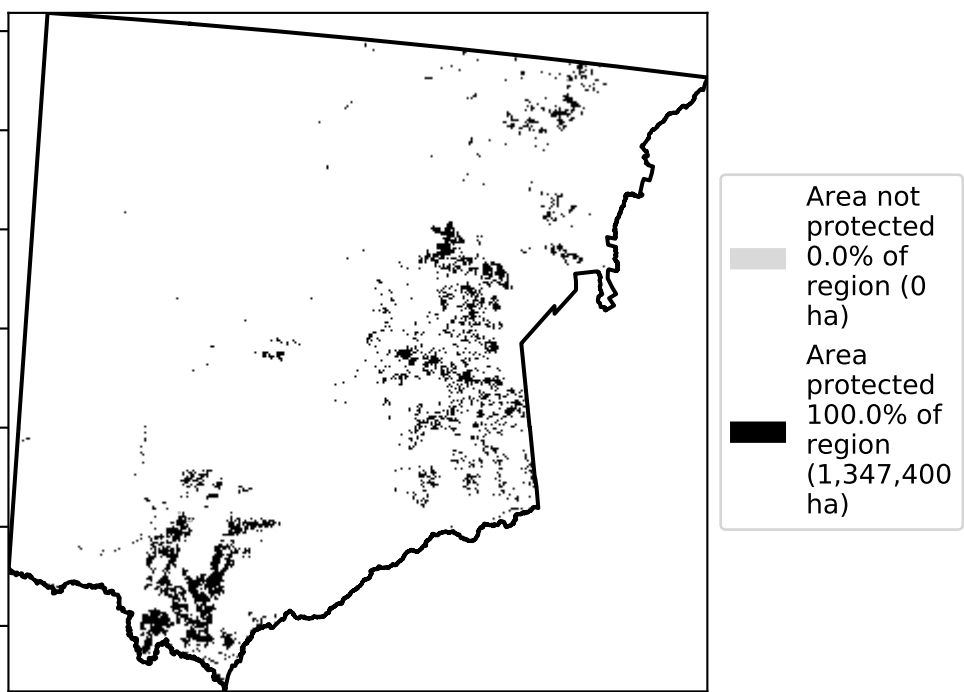 Area not
protected
0.0% of
region (0
ha)
Area
protected
100.0% of
region
(1,347,400
ha)